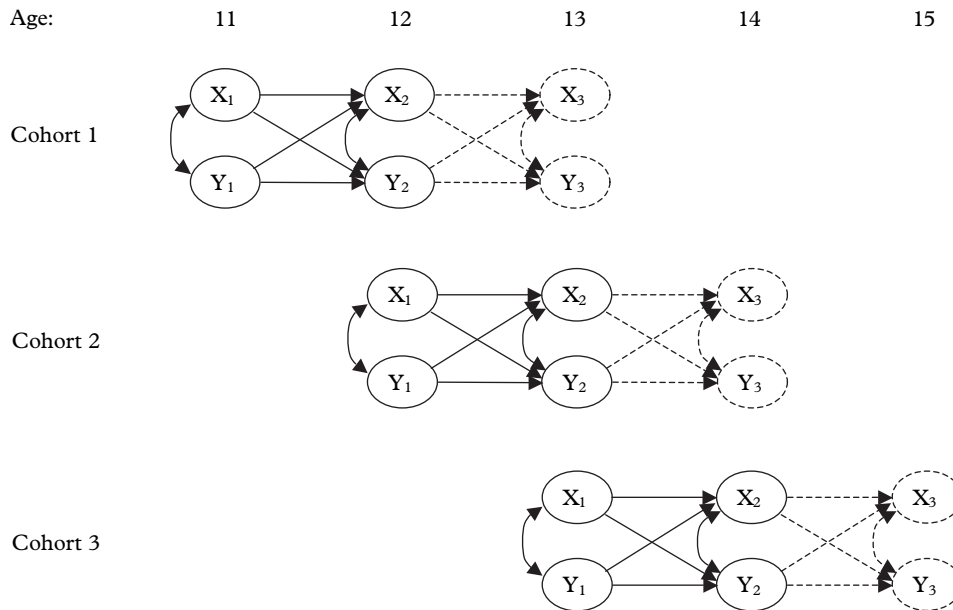 Age: 11 12 13 14 15
X₁ X₂ X₃
Cohort 1
Y₁ Y₂ Y₃
X₁ X₂ X₃
Cohort 2
Y₁ Y₂ Y₃
X₁ X₂ X₃
Cohort 3
Y₁ Y₂ Y₃